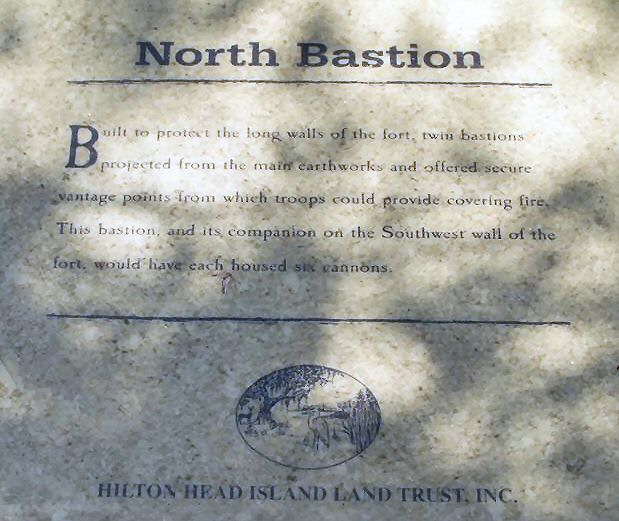 North Bastion
Built to protect the long walls of the fort, twin bastions
projected from the main earthworks and offered secure
vantage points from which troops could provide covering fire.
This bastion, and its companion on the Southwest wall of the
fort, would have each housed six cannons.
HILTON HEAD ISLAND LAND TRUST, INC.